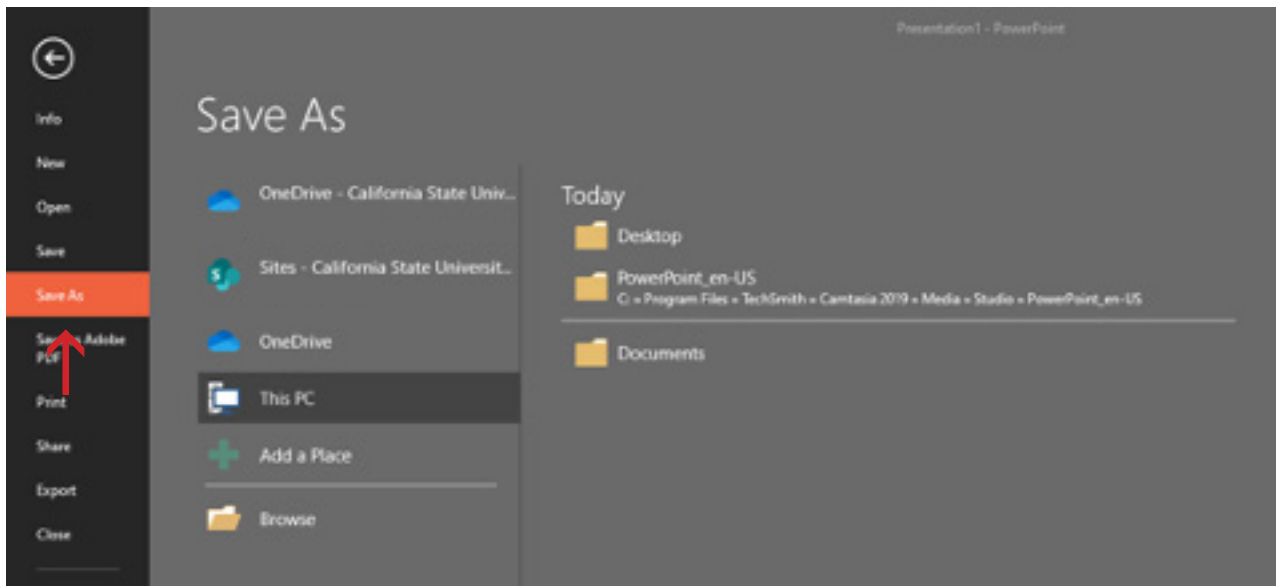 Presentation1 - PowerPoint
Info
New
Open
Save
Save As
Adobe
PDF
Print
Share
Export
Close
Save As
OneDrive - California State Univ...
Sites - California State Universit...
OneDrive
This PC
Add a Place
Browse
Today
Desktop
PowerPoint_en-US
C: » Program Files » TechSmith » Camtasia 2019 » Media » Studio » PowerPoint_en-US
Documents